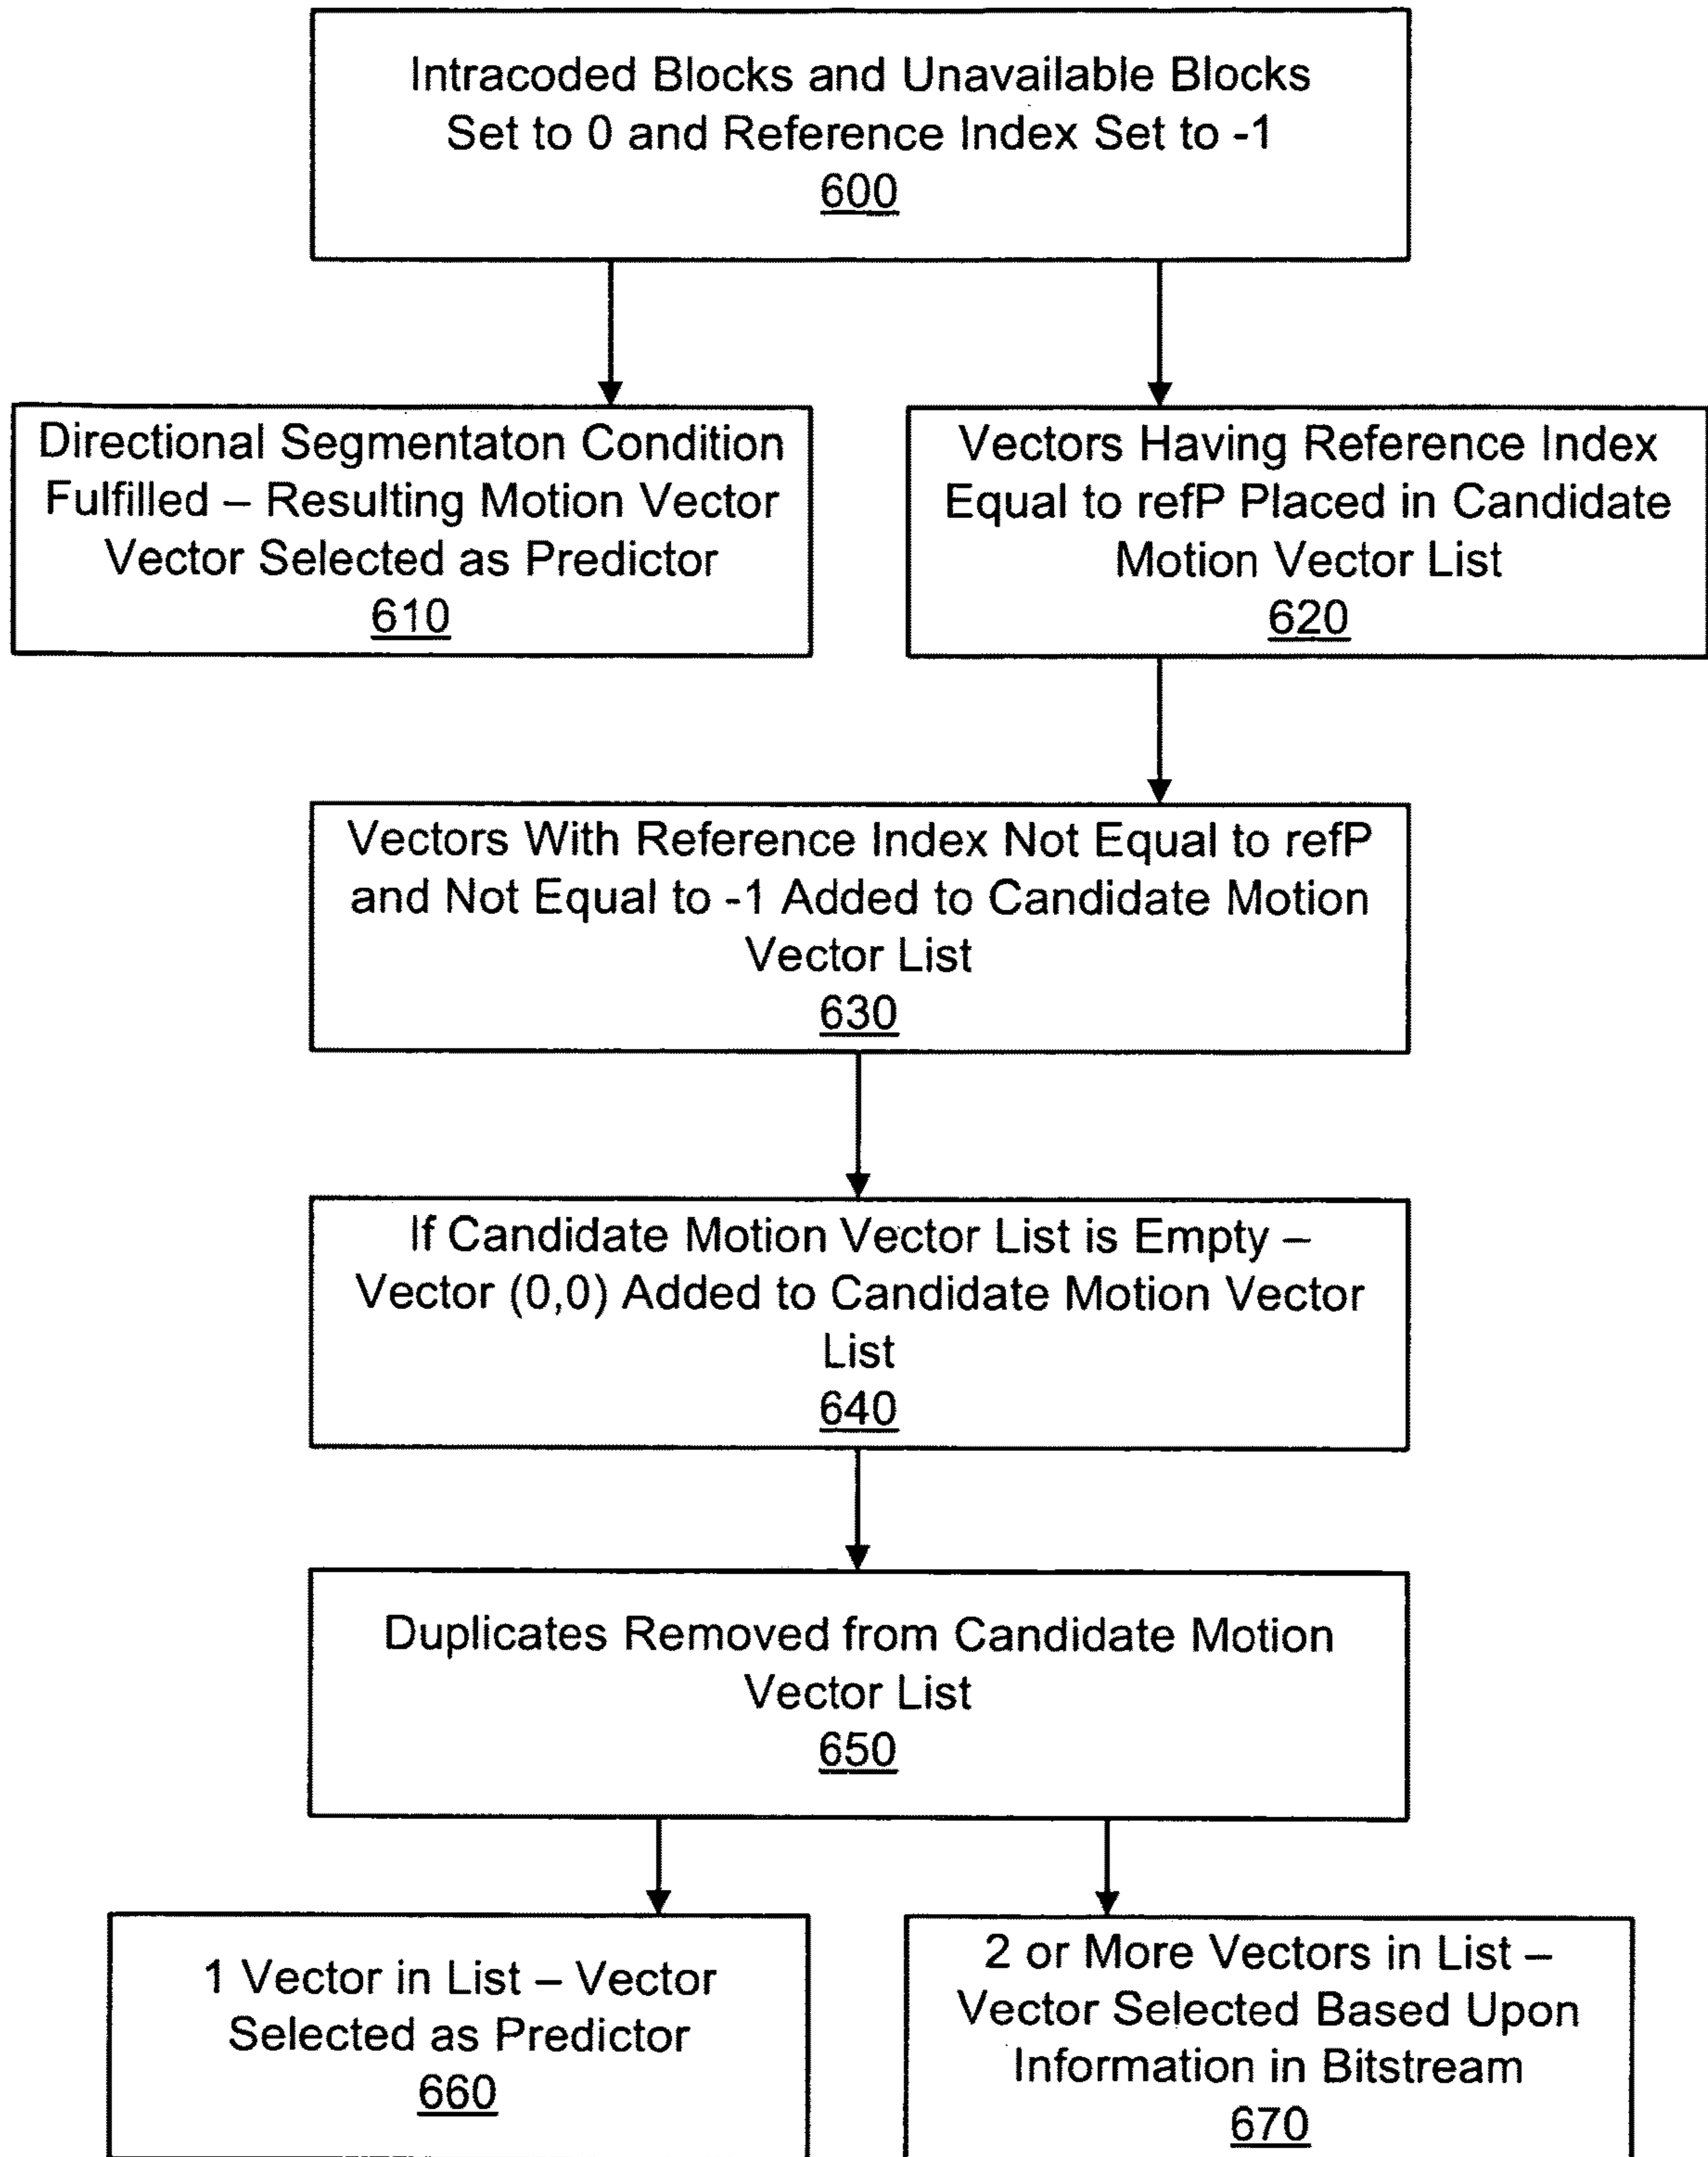 Intracoded Blocks and Unavailable Blocks
Set to 0 and Reference Index Set to -1
600
Directional Segmentaton Condition
Fulfilled – Resulting Motion Vector
Vector Selected as Predictor
610
Vectors Having Reference Index
Equal to refP Placed in Candidate
Motion Vector List
620
Vectors With Reference Index Not Equal to refP
and Not Equal to -1 Added to Candidate Motion
Vector List
630
If Candidate Motion Vector List is Empty –
Vector (0,0) Added to Candidate Motion Vector
List
640
Duplicates Removed from Candidate Motion
Vector List
650
1 Vector in List – Vector
Selected as Predictor
660
2 or More Vectors in List –
Vector Selected Based Upon
Information in Bitstream
670